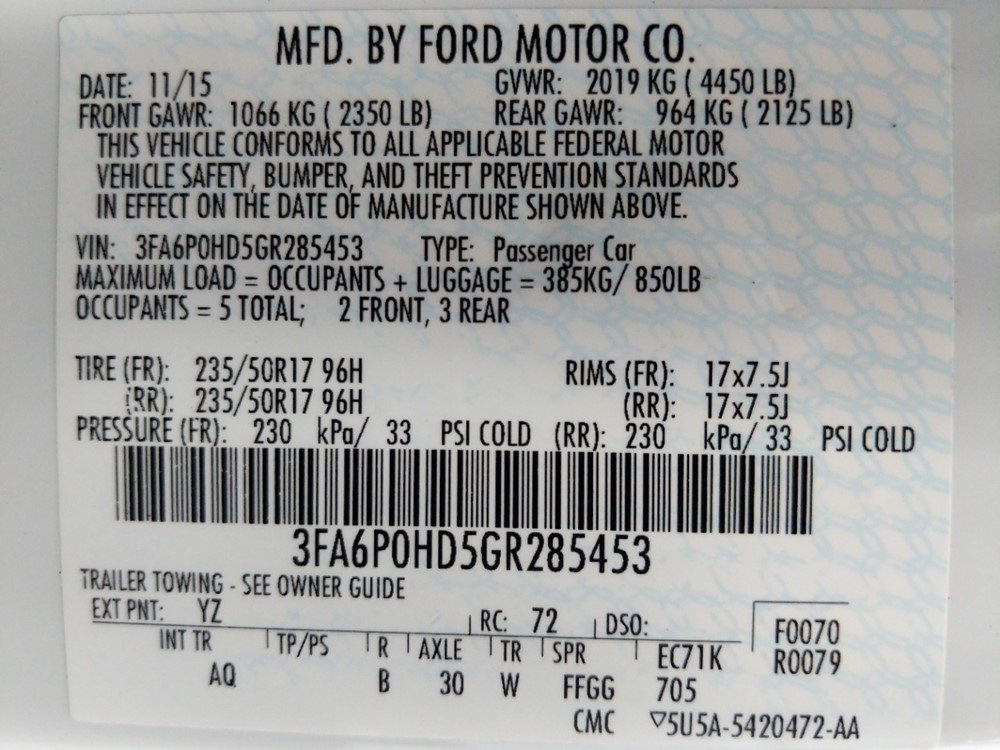 MFD. BY FORD MOTOR CO.
DATE: 11/15 GVWR: 2019 KG ( 4450 LB)
FRONT GAWR: 1066 KG ( 2350 LB) REAR GAWR: 964 KG ( 2125 LB)
THIS VEHICLE CONFORMS TO ALL APPLICABLE FEDERAL MOTOR
VEHICLE SAFETY, BUMPER, AND THEFT PREVENTION STANDARDS
IN EFFECT ON THE DATE OF MANUFACTURE SHOWN ABOVE.
VIN: 3FA6P0HD5GR285453 TYPE: Passenger Car
MAXIMUM LOAD = OCCUPANTS + LUGGAGE = 385KG/ 850LB
OCCUPANTS = 5 TOTAL; 2 FRONT, 3 REAR
TIRE (FR): 235/50R17 96H RIMS (FR): 17x7.5J
(RR): 235/50R17 96H (RR): 17x7.5J
PRESSURE (FR): 230 kPa/ 33 PSI COLD (RR): 230 kPa/ 33 PSI COLD
3FA6P0HD5GR285453
TRAILER TOWING - SEE OWNER GUIDE
EXT PNT: YZ RC: 72 DSO: F0070
INT TR TP/PS R AXLE TR SPR EC71K R0079
AQ B 30 W FFGG 705
CMC ▽5U5A-5420472-AA